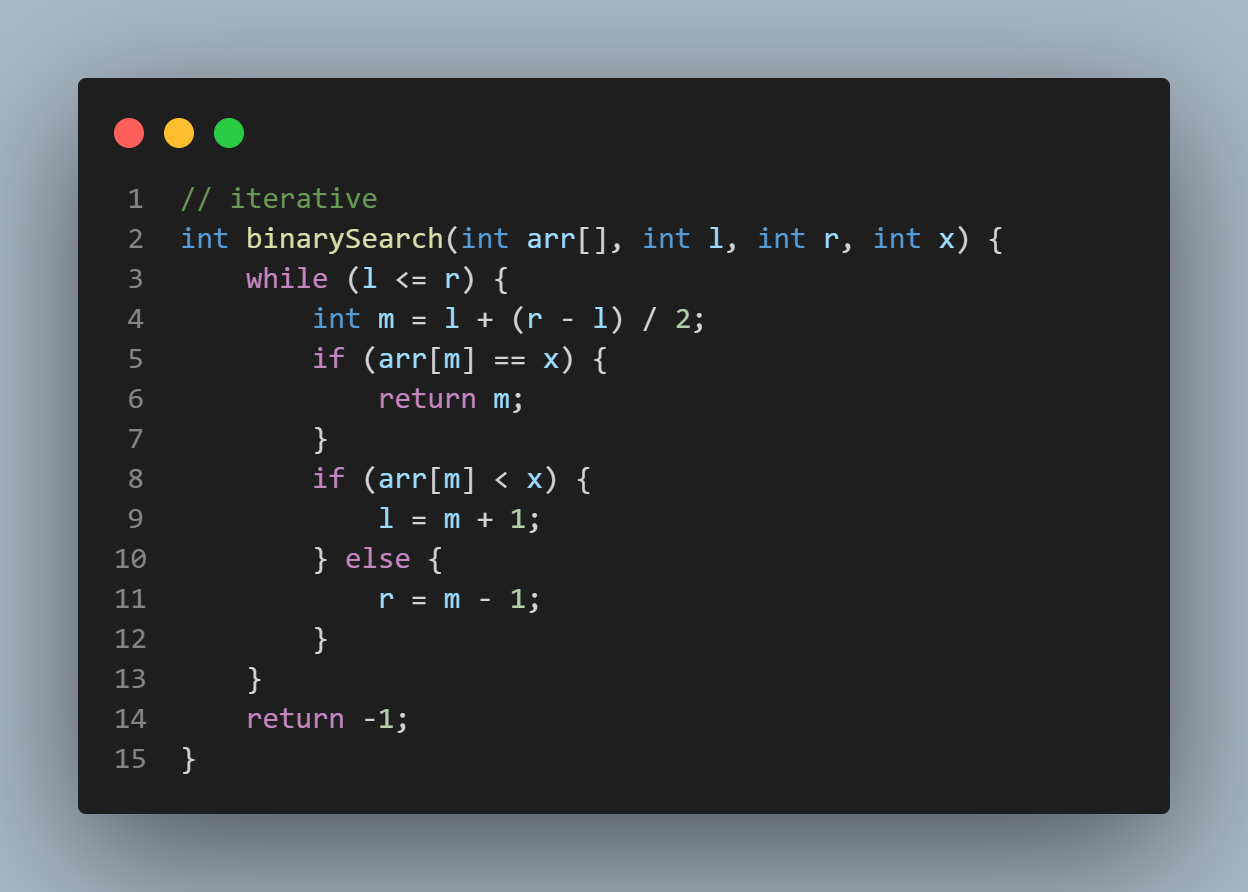 1 // iterative
2 int binarySearch(int arr[], int l, int r, int x) {
3     while (l <= r) {
4         int m = l + (r - l) / 2;
5         if (arr[m] == x) {
6             return m;
7         }
8         if (arr[m] < x) {
9             l = m + 1;
10         } else {
11             r = m - 1;
12         }
13     }
14     return -1;
15 }